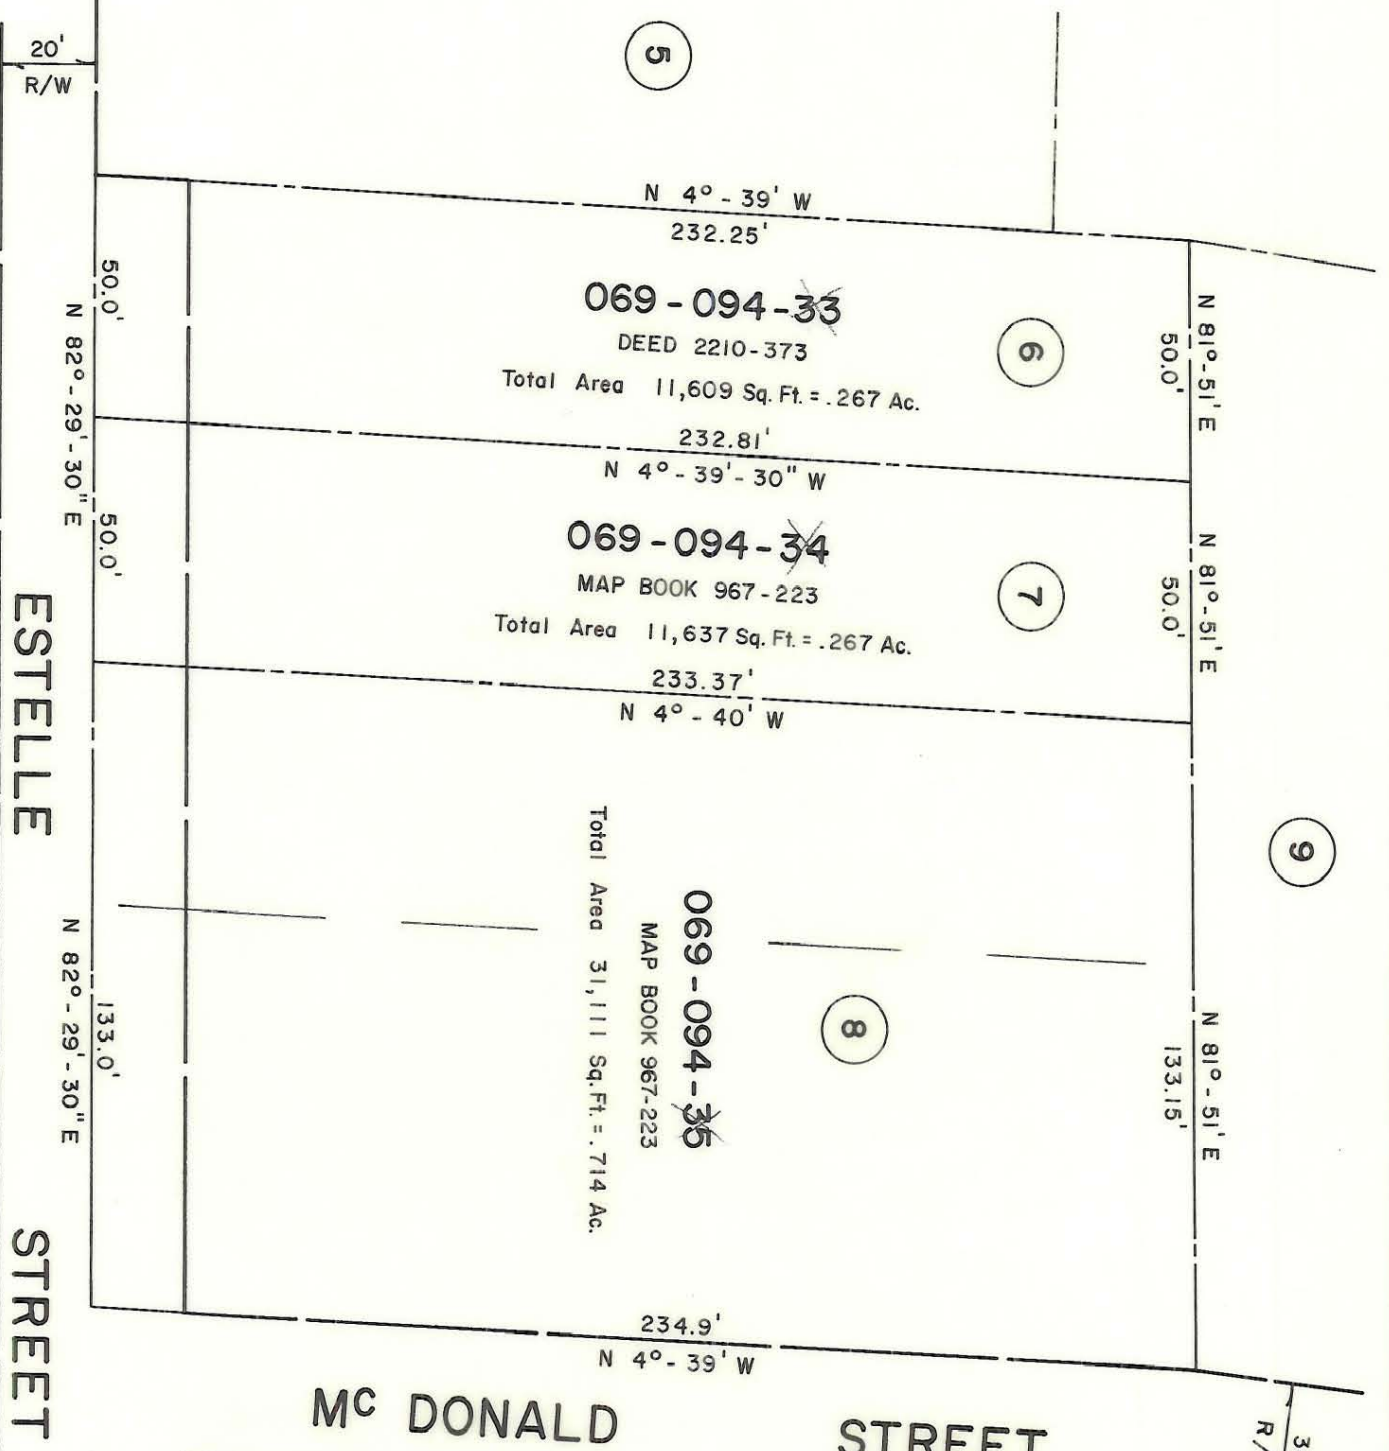 5
20'
R/W
N 4° - 39' W
232.25'
069-094-33
DEED 2210-373
Total Area 11,609 Sq. Ft. = .267 Ac.
6
N 81° - 51' E
50.0'
50.0'
N 82° - 29' - 30" E
232.81'
N 4° - 39' - 30" W
069-094-34
MAP BOOK 967-223
Total Area 11,637 Sq. Ft. = .267 Ac.
7
N 81° - 51' E
50.0'
50.0'
233.37'
N 4° - 40' W
9
069-094-35
MAP BOOK 967-223
Total Area 31,111 Sq. Ft. = .714 Ac.
8
N 81° - 51' E
133.15'
133.0'
N 82° - 29' - 30" E
234.9'
N 4° - 39' W
ESTELLE STREET
Mc DONALD STREET
3
R/